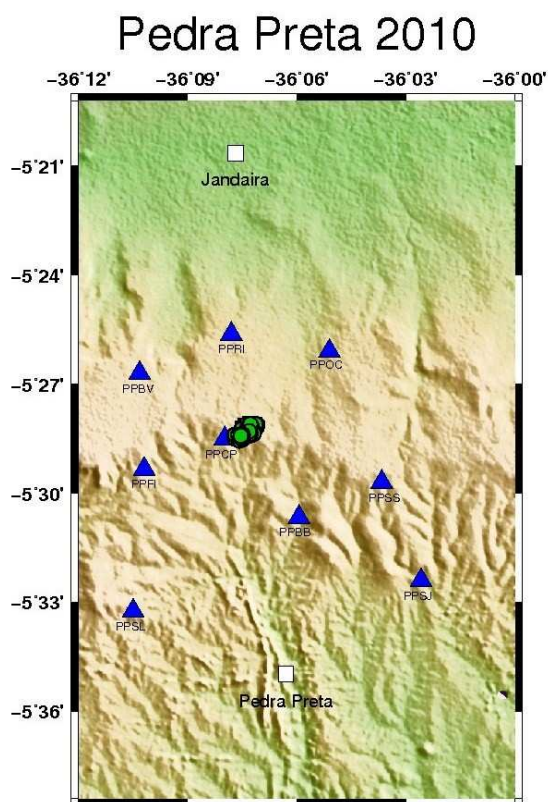 Pedra Preta 2010
−36˚12' −36˚09' −36˚06' −36˚03' −36˚00'
−5˚21'
Jandaira
−5˚24'
PPRI
PPOC
−5˚27'
PPBV
PPCP
PPFI
−5˚30'
PPSS
PPBB
PPSJ
−5˚33'
PPSL
Pedra Preta
−5˚36'